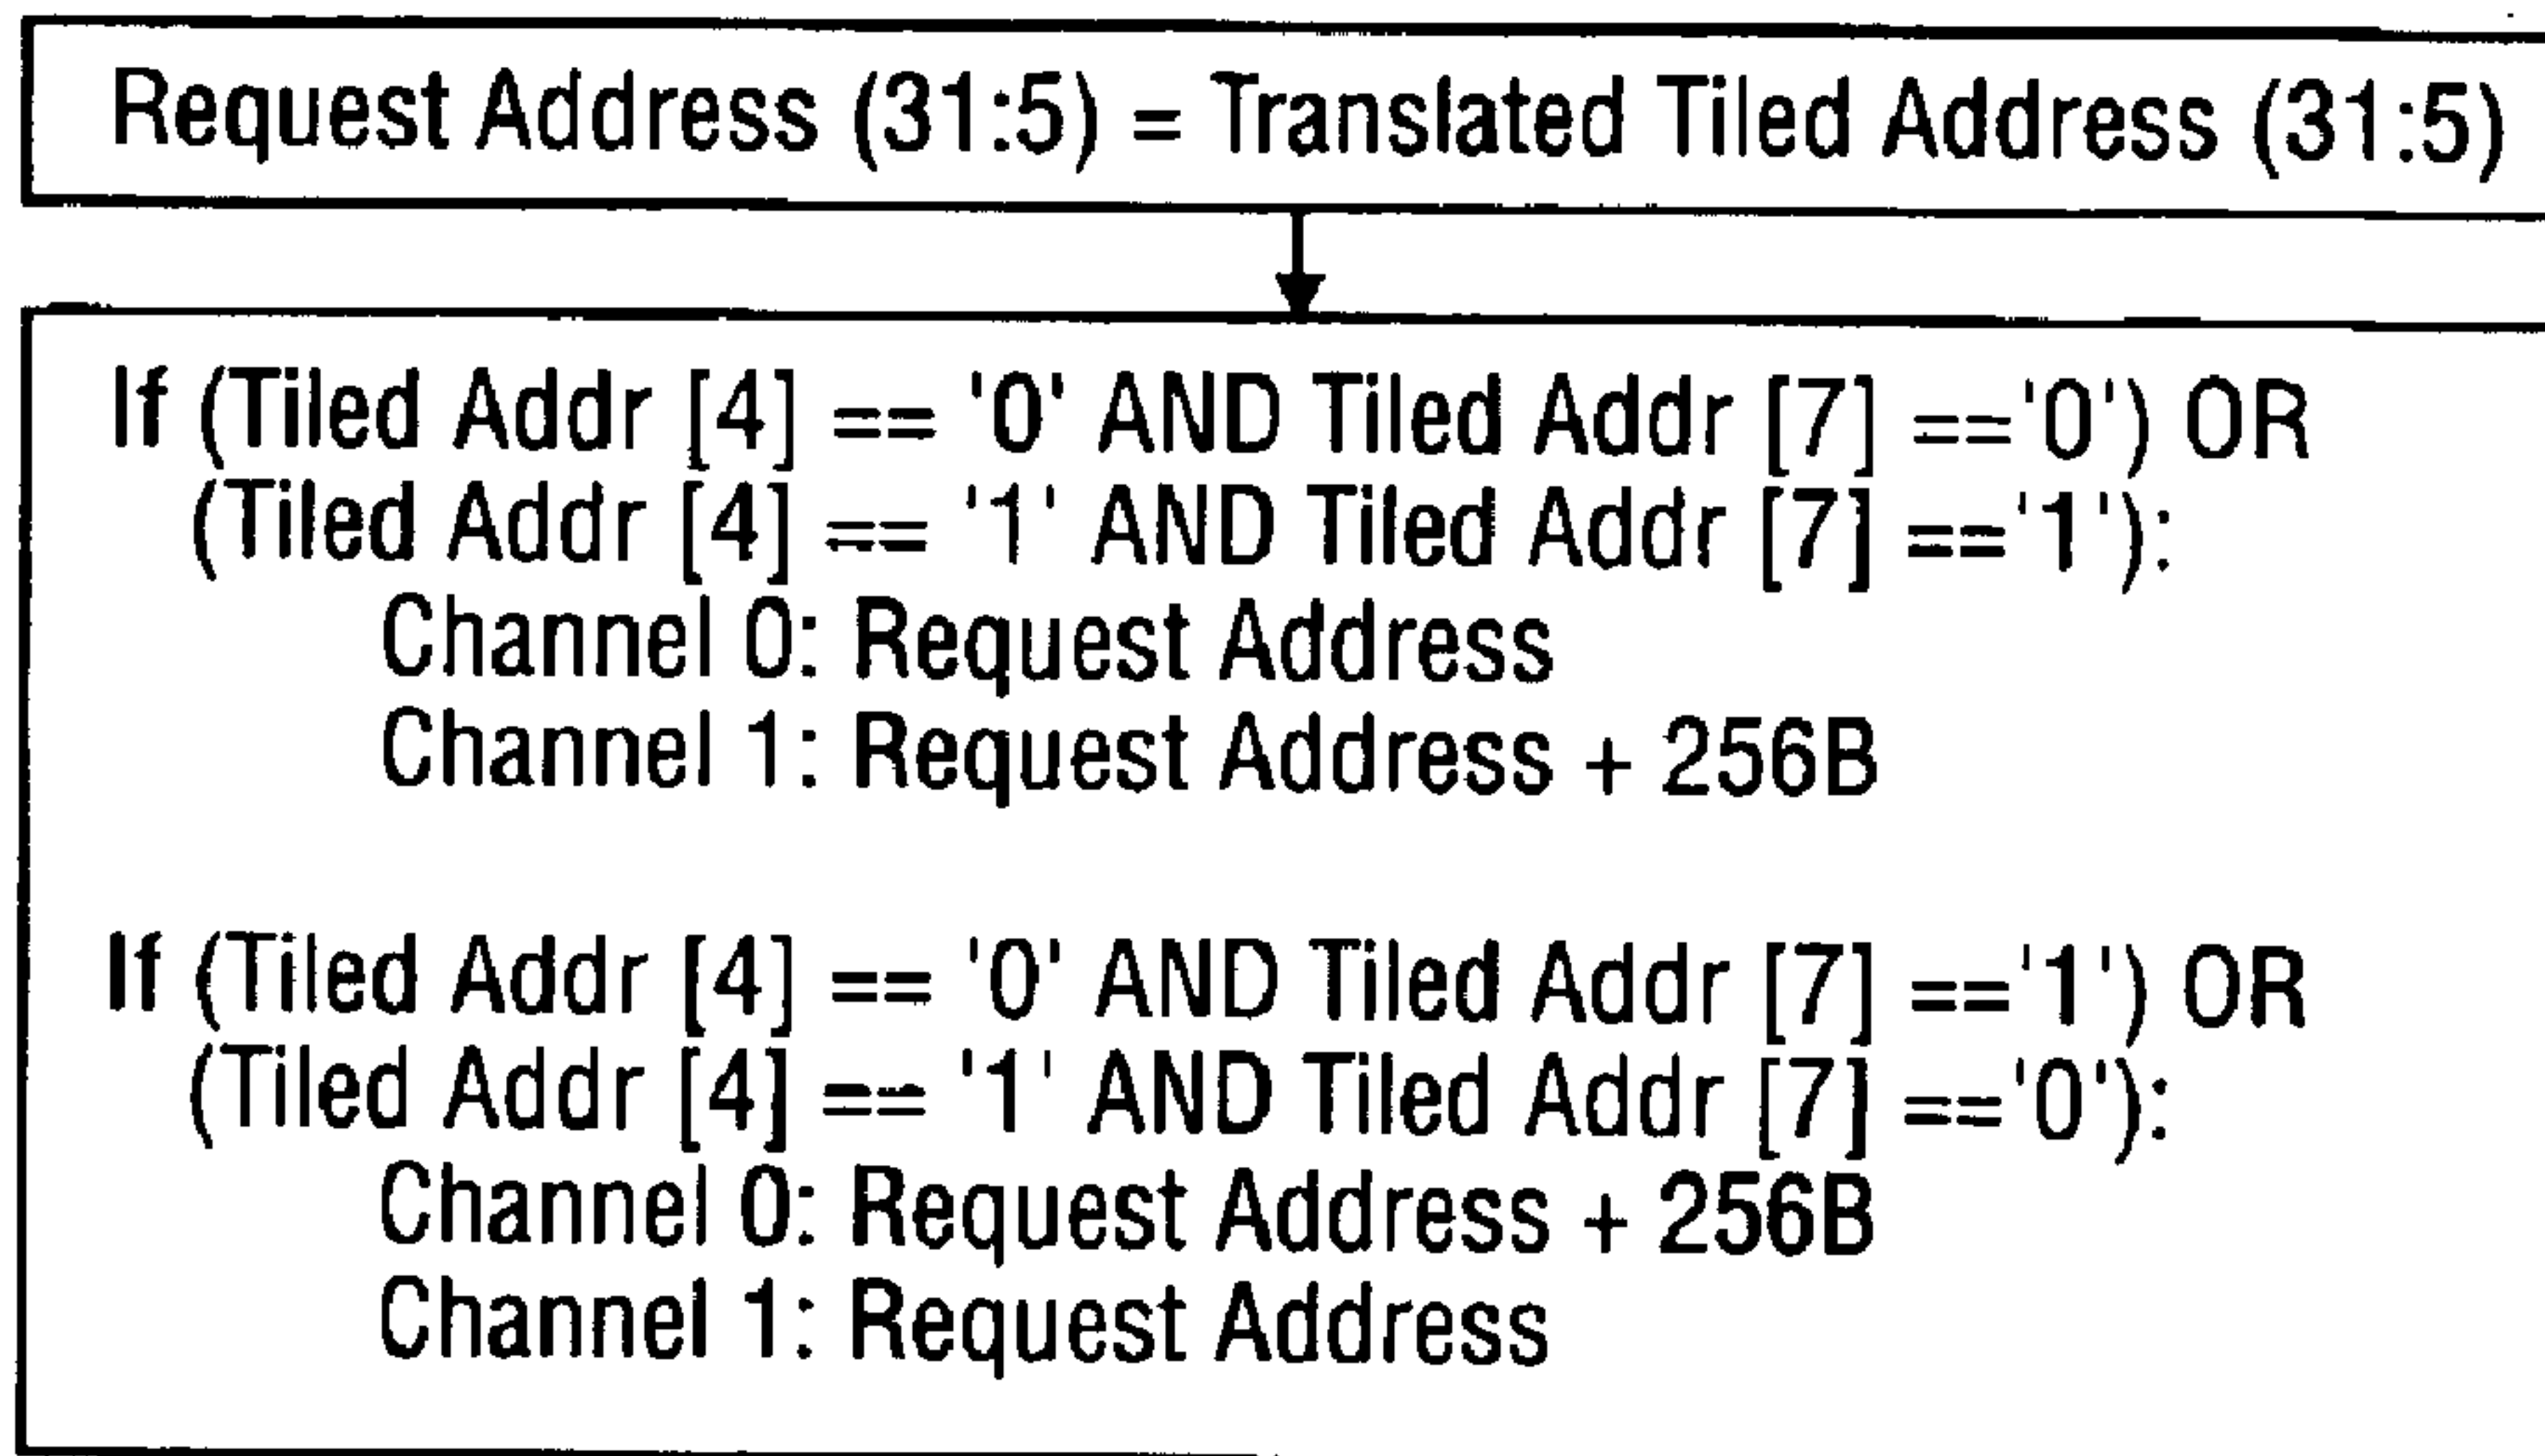 Request Address (31:5) = Translated Tiled Address (31:5)
If (Tiled Addr [4] == '0' AND Tiled Addr [7] =='0') OR
(Tiled Addr [4] == '1' AND Tiled Addr [7] =='1'):
Channel 0: Request Address
Channel 1: Request Address + 256B
If (Tiled Addr [4] == '0' AND Tiled Addr [7] =='1') OR
(Tiled Addr [4] == '1' AND Tiled Addr [7] =='0'):
Channel 0: Request Address + 256B
Channel 1: Request Address